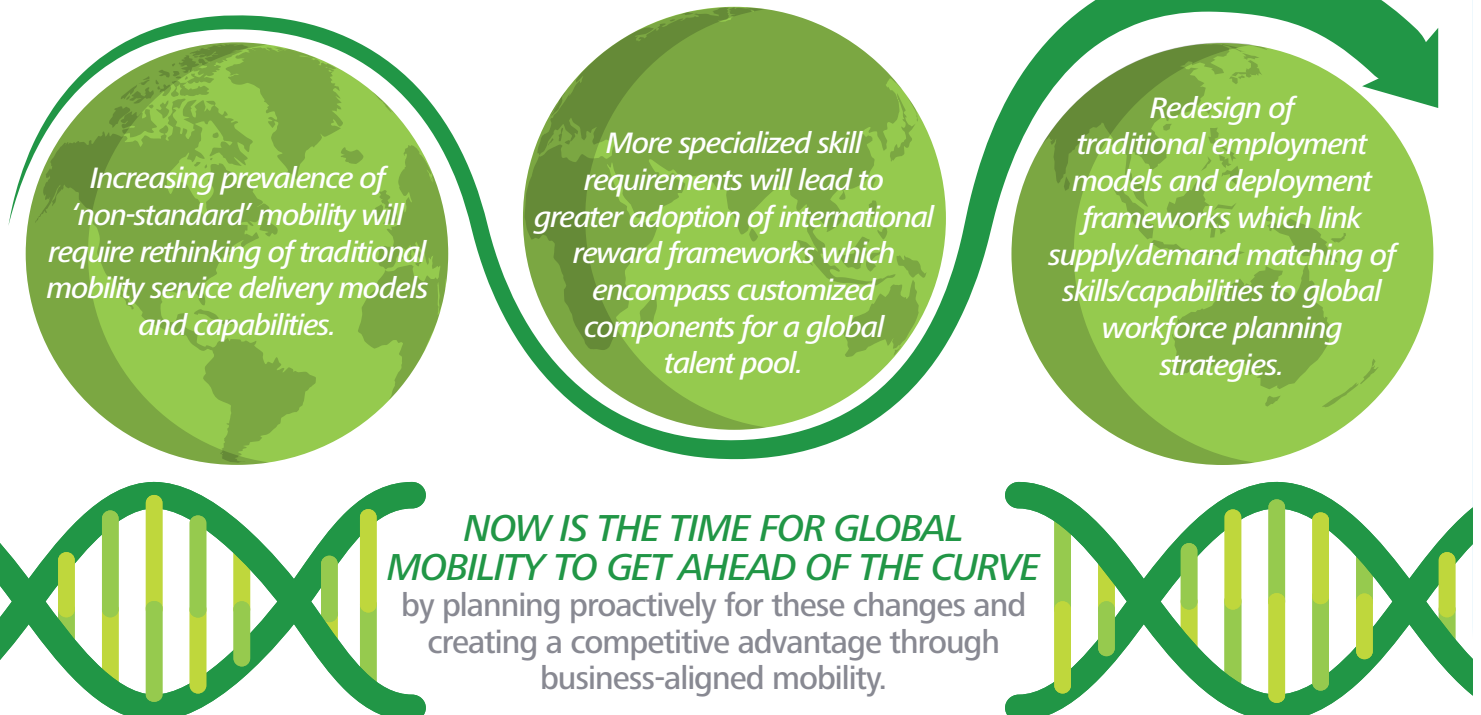 Increasing prevalence of
‘non-standard’ mobility will
require rethinking of traditional
mobility service delivery models
and capabilities.
More specialized skill
requirements will lead to
greater adoption of international
reward frameworks which
encompass customized
components for a global
talent pool.
Redesign of
traditional employment
models and deployment
frameworks which link
supply/demand matching of
skills/capabilities to global
workforce planning
strategies.
NOW IS THE TIME FOR GLOBAL
MOBILITY TO GET AHEAD OF THE CURVE
by planning proactively for these changes and
creating a competitive advantage through
business-aligned mobility.